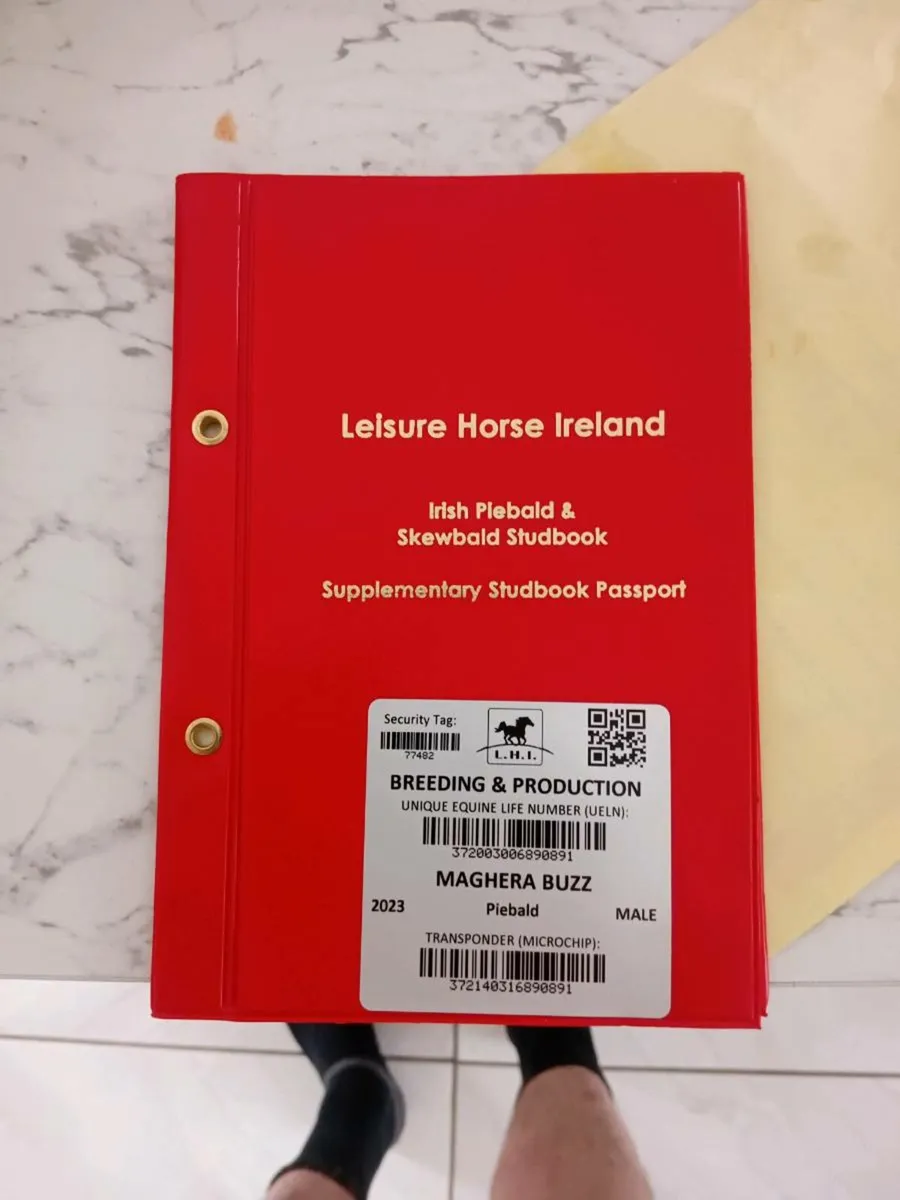 Leisure Horse Ireland
Irish Piebald &
Skewbald Studbook
Supplementary Studbook Passport
Security Tag:
77482
L.H.I.
BREEDING & PRODUCTION
UNIQUE EQUINE LIFE NUMBER (UELN):
372003006890891
MAGHERA BUZZ
2023 Piebald MALE
TRANSPONDER (MICROCHIP):
372140316890891